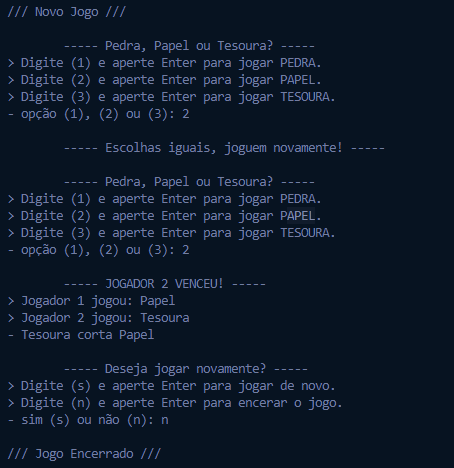 /// Novo Jogo ///
----- Pedra, Papel ou Tesoura? -----
> Digite (1) e aperte Enter para jogar PEDRA.
> Digite (2) e aperte Enter para jogar PAPEL.
> Digite (3) e aperte Enter para jogar TESOURA.
- opção (1), (2) ou (3): 2
----- Escolhas iguais, joguem novamente! -----
----- Pedra, Papel ou Tesoura? -----
> Digite (1) e aperte Enter para jogar PEDRA.
> Digite (2) e aperte Enter para jogar PAPEL.
> Digite (3) e aperte Enter para jogar TESOURA.
- opção (1), (2) ou (3): 2
----- JOGADOR 2 VENCEU! -----
> Jogador 1 jogou: Papel
> Jogador 2 jogou: Tesoura
- Tesoura corta Papel
----- Deseja jogar novamente? -----
> Digite (s) e aperte Enter para jogar de novo.
> Digite (n) e aperte Enter para encerar o jogo.
- sim (s) ou não (n): n
/// Jogo Encerrado ///